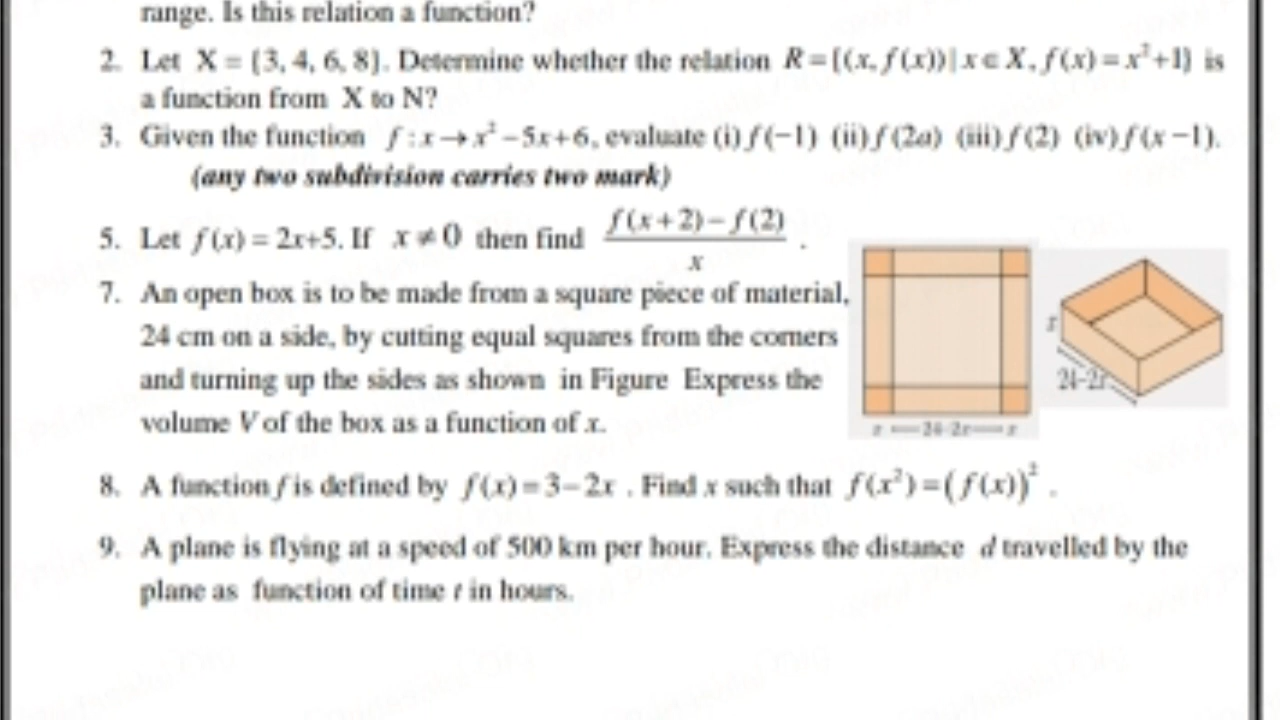 range. Is this relation a function?
2. Let X = {3, 4, 6, 8}. Determine whether the relation R = {(x, f(x)) | x ∈ X, f(x) = x² + 1} is
a function from X to N?
3. Given the function f : x → x² – 5x + 6, evaluate (i) f(–1) (ii) f(2a) (iii) f(2) (iv) f(x – 1).
(any two subdivision carries two mark)
5. Let f(x) = 2x+5. If x ≠ 0 then find f(x + 2) – f(2) / x .
7. An open box is to be made from a square piece of material,
24 cm on a side, by cutting equal squares from the corners
and turning up the sides as shown in Figure Express the
volume V of the box as a function of x.
x 24-2x x
x
24-2x
8. A function f is defined by f(x) = 3 – 2x . Find x such that f(x²) = (f(x))² .
9. A plane is flying at a speed of 500 km per hour. Express the distance d travelled by the
plane as function of time t in hours.